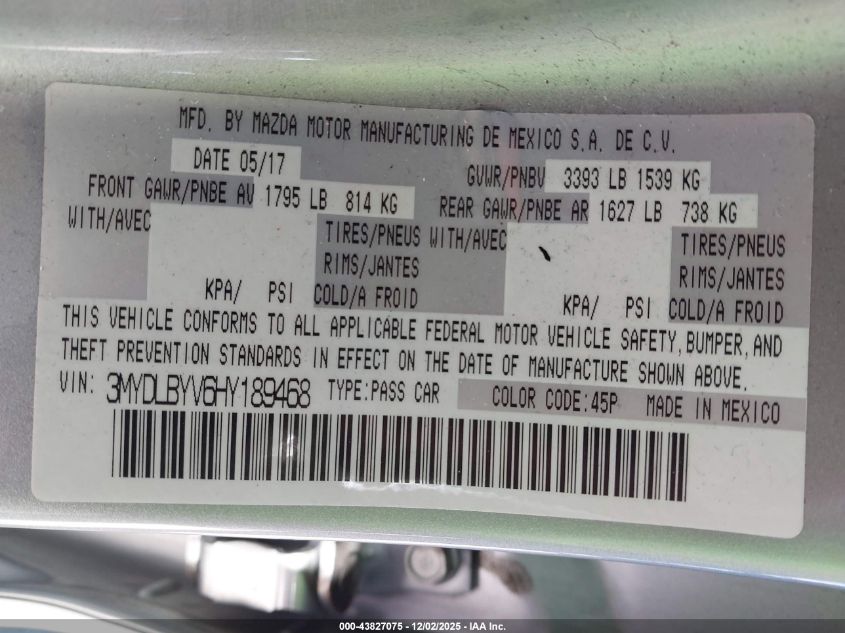 MFD. BY MAZDA MOTOR MANUFACTURING DE MEXICO S.A. DE C.V.
DATE 05/17 GVWR/PNBV 3393 LB 1539 KG
FRONT GAWR/PNBE AV 1795 LB 814 KG REAR GAWR/PNBE AR 1627 LB 738 KG
WITH/AVEC TIRES/PNEUS WITH/AVEC TIRES/PNEUS
RIMS/JANTES RIMS/JANTES
KPA/ PSI COLD/A FROID KPA/ PSI COLD/A FROID
THIS VEHICLE CONFORMS TO ALL APPLICABLE FEDERAL MOTOR VEHICLE SAFETY, BUMPER, AND
THEFT PREVENTION STANDARDS IN EFFECT ON THE DATE OF MANUFACTURE SHOWN ABOVE.
VIN: 3MYDLBYV6HY189468 TYPE:PASS CAR COLOR CODE:45P MADE IN MEXICO
000-43827075 - 12/02/2025 - IAA Inc.